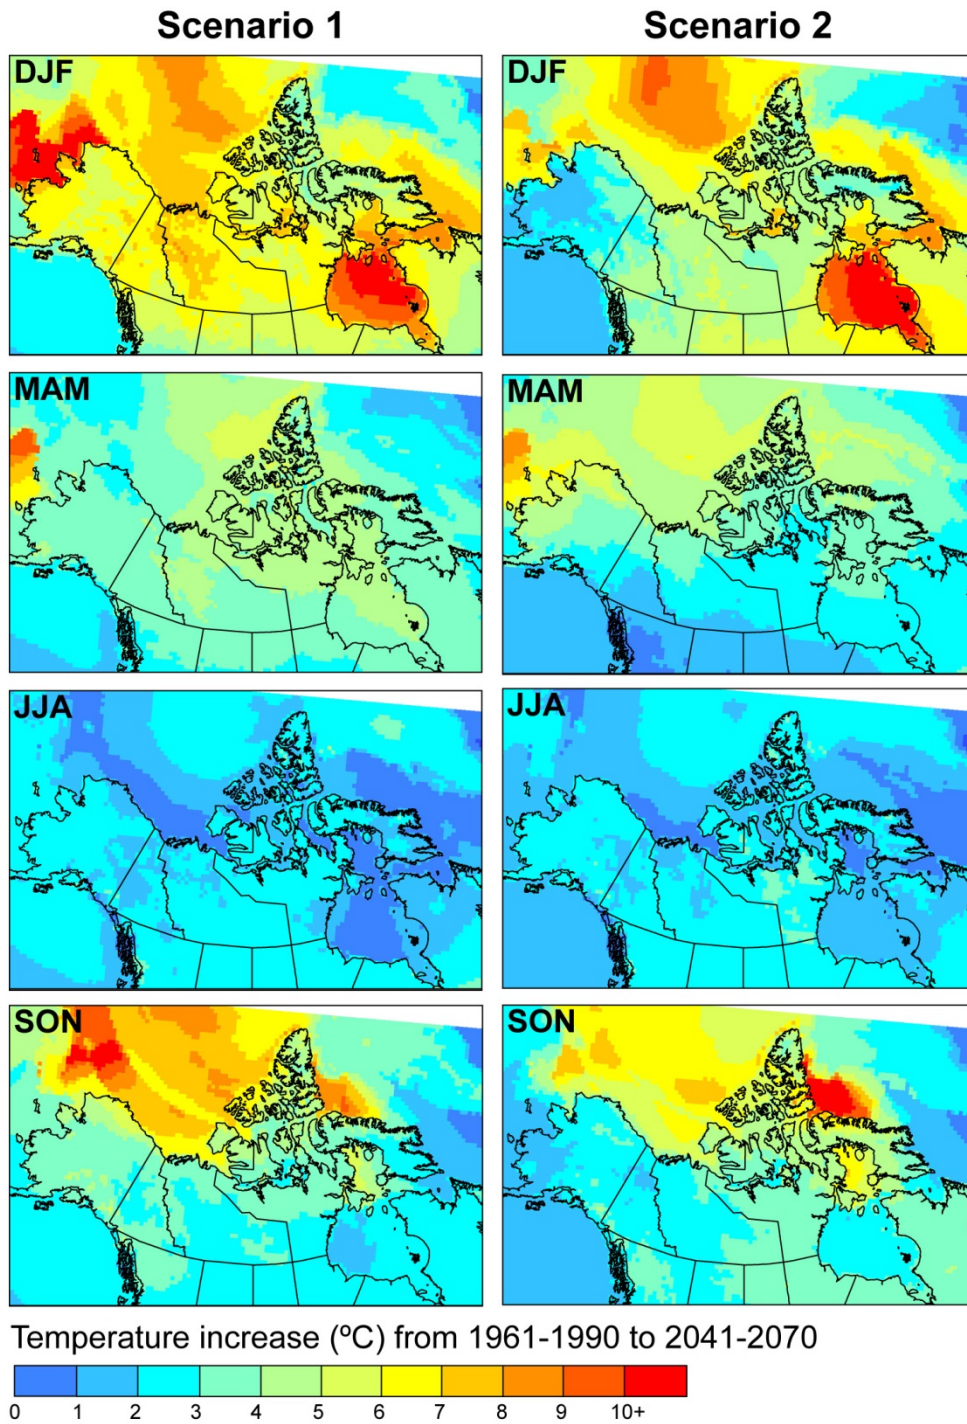 Scenario 1 Scenario 2
DJF DJF
MAM MAM
JJA JJA
SON SON
Temperature increase (ºC) from 1961-1990 to 2041-2070
0 1 2 3 4 5 6 7 8 9 10+